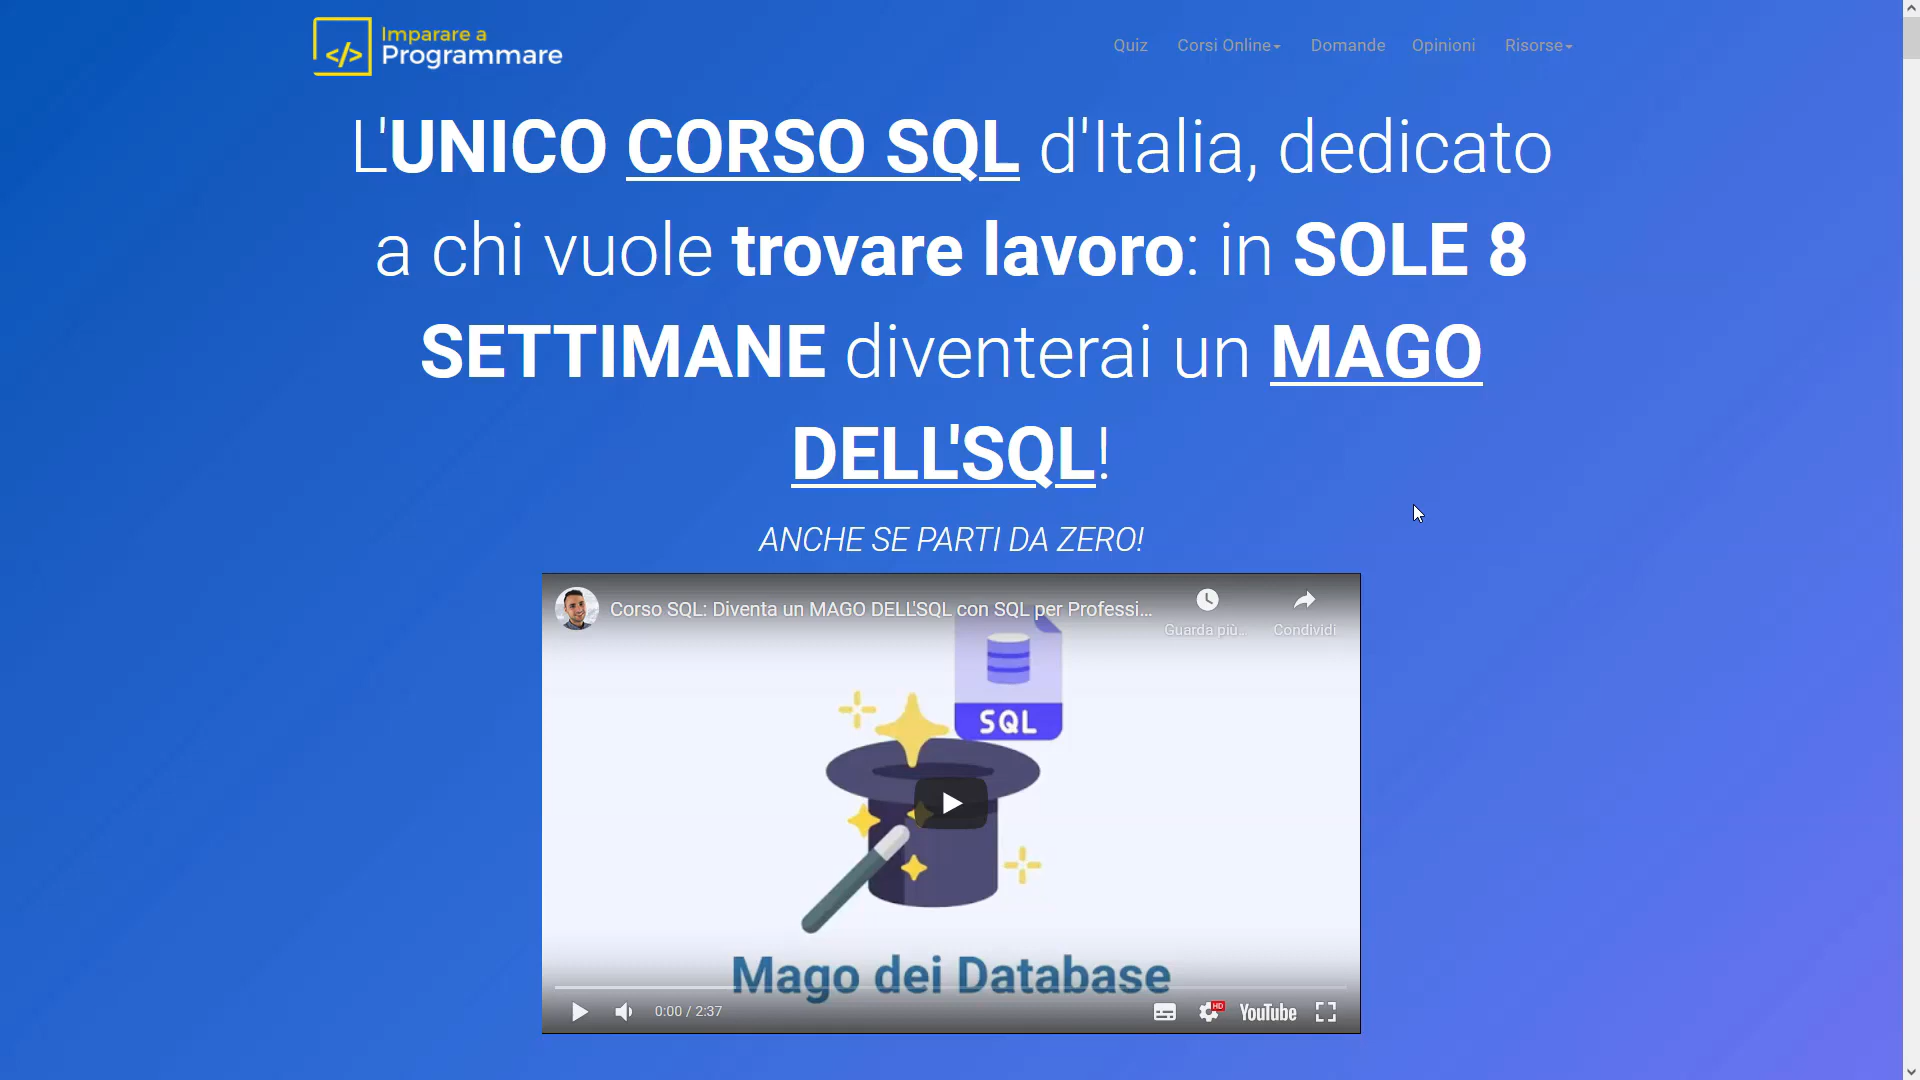 Imparare a
Programmare
</>
Quiz Corsi Online Domande Opinioni Risorse
L'UNICO CORSO SQL d'Italia, dedicato
a chi vuole trovare lavoro: in SOLE 8
SETTIMANE diventerai un MAGO
DELL'SQL!
ANCHE SE PARTI DA ZERO!
Corso SQL: Diventa un MAGO DELL'SQL con SQL per Professi...
Guarda più... Condividi
SQL
Mago dei Database
0:00 / 2:37
HD
YouTube